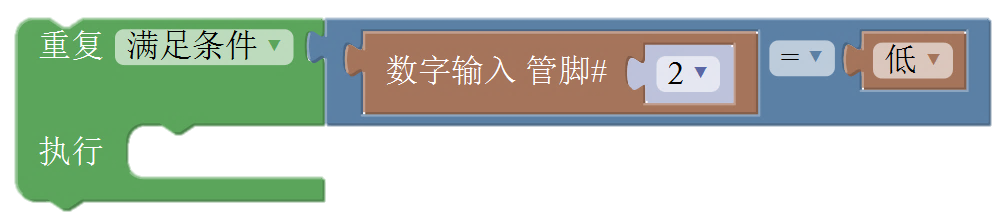 重复 满足条件 数字输入 管脚# 2 = 低
执行